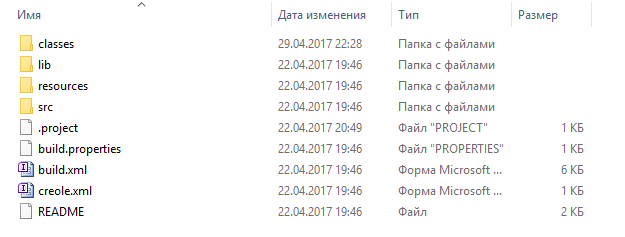 Имя Дата изменения Тип Размер
classes 29.04.2017 22:28 Папка с файлами
lib 22.04.2017 19:46 Папка с файлами
resources 22.04.2017 19:46 Папка с файлами
src 22.04.2017 19:46 Папка с файлами
.project 22.04.2017 20:49 Файл "PROJECT" 1 КБ
build.properties 22.04.2017 19:46 Файл "PROPERTIES" 1 КБ
build.xml 22.04.2017 19:46 Форма Microsoft ... 6 КБ
creole.xml 22.04.2017 19:46 Форма Microsoft ... 1 КБ
README 22.04.2017 19:46 Файл 2 КБ